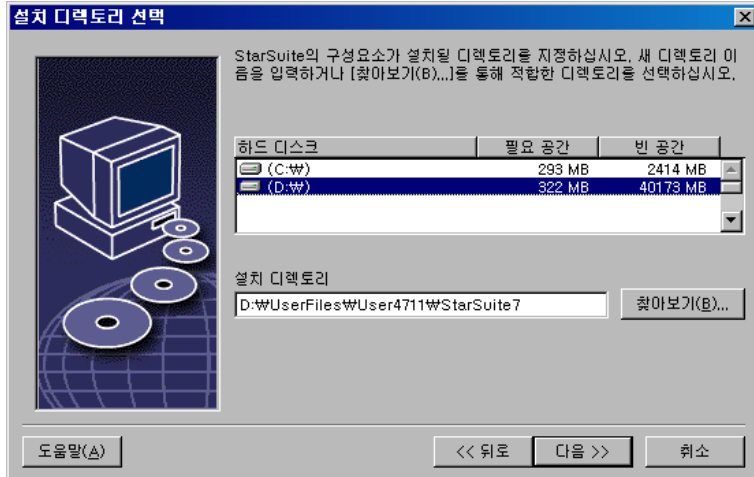 설치 디렉토리 선택
StarSuite의 구성요소가 설치될 디렉토리를 지정하십시오. 새 디렉토리 이
름을 입력하거나 [찾아보기(B)...]를 통해 적합한 디렉토리를 선택하십시오.
하드 디스크 필요 공간 빈 공간
(C:₩) 293 MB 2414 MB
(D:₩) 322 MB 40173 MB
설치 디렉토리
D:₩UserFiles₩User4711₩StarSuite7 찾아보기(B)...
도움말(A) << 뒤로 다음 >> 취소